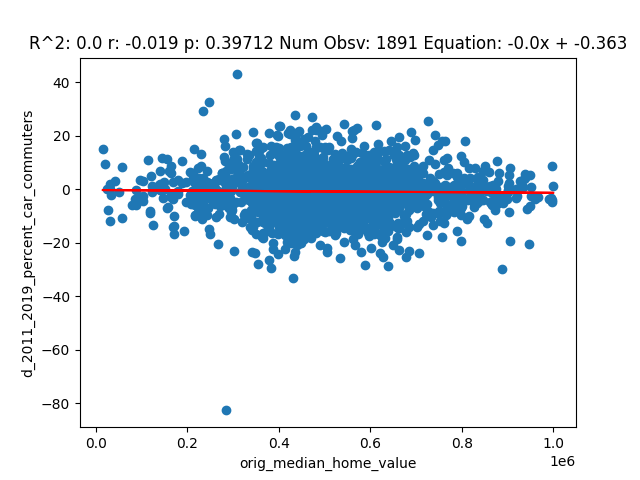 R^2: 0.0 r: -0.019 p: 0.39712 Num Obsv: 1891 Equation: -0.0x + -0.363
40
20
0
−20
−40
−60
−80
d_2011_2019_percent_car_commuters
0.0 0.2 0.4 0.6 0.8 1.0
1e6
orig_median_home_value